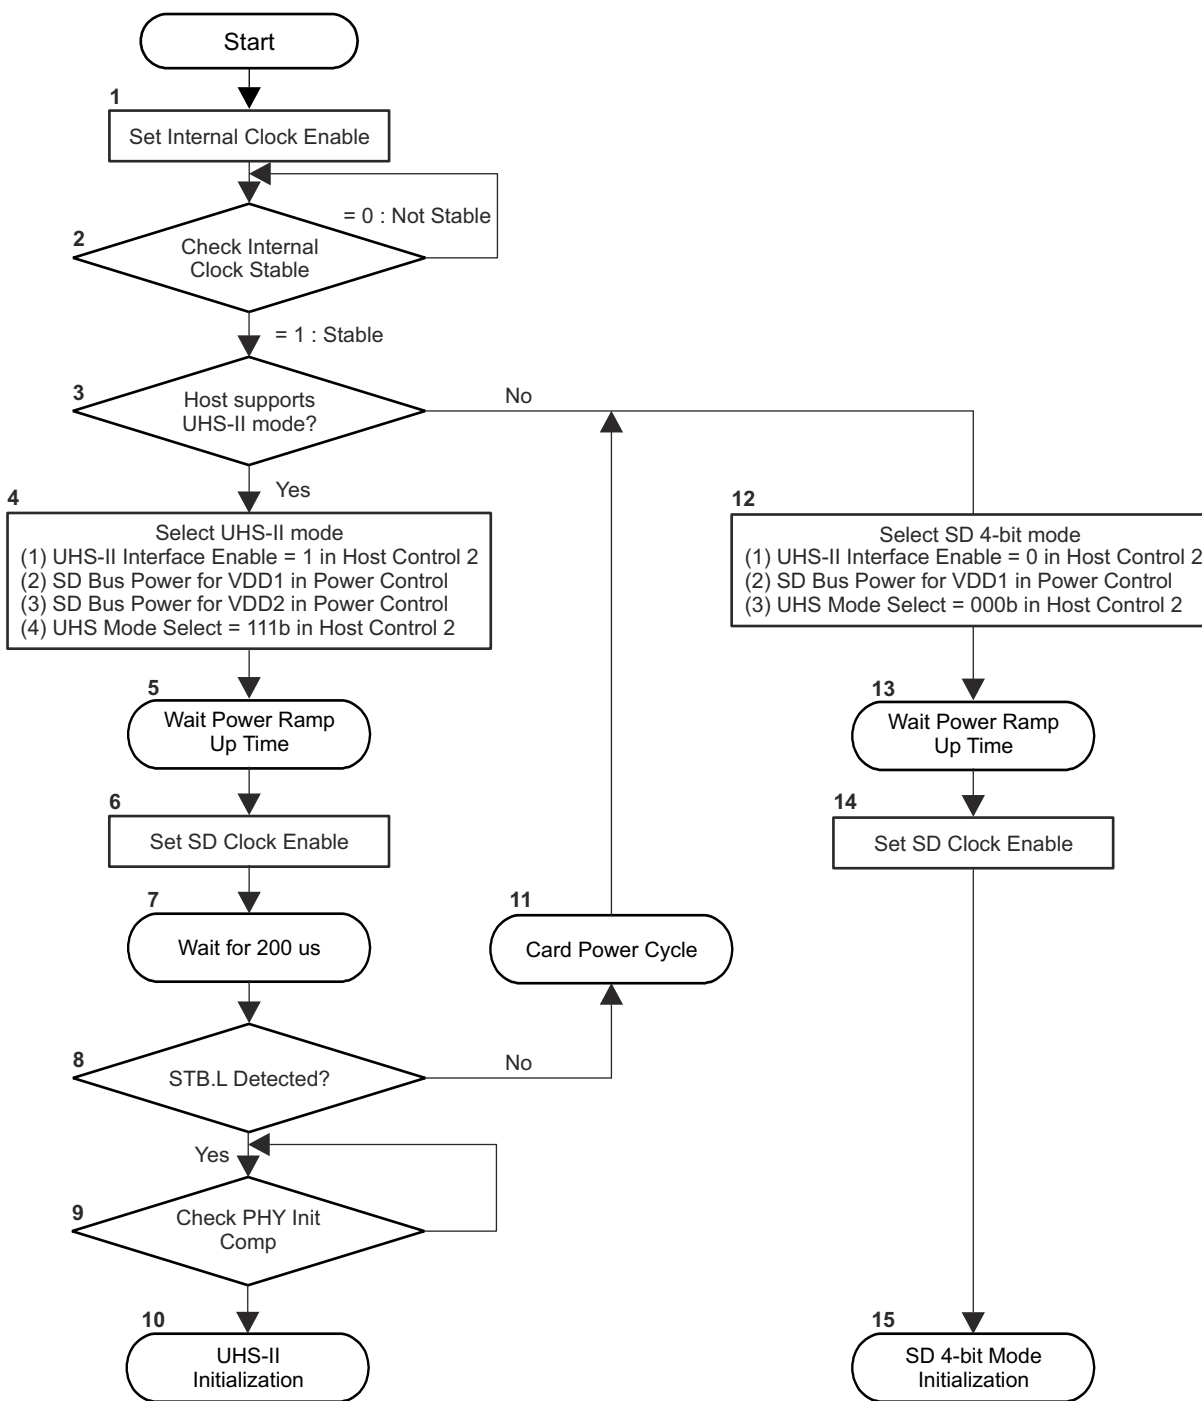 Start
1
Set Internal Clock Enable
= 0 : Not Stable
2
Check Internal
Clock Stable
= 1 : Stable
3
Host supports
UHS-II mode?
No
Yes
4
Select UHS-II mode
(1) UHS-II Interface Enable = 1 in Host Control 2
(2) SD Bus Power for VDD1 in Power Control
(3) SD Bus Power for VDD2 in Power Control
(4) UHS Mode Select = 111b in Host Control 2
12
Select SD 4-bit mode
(1) UHS-II Interface Enable = 0 in Host Control 2
(2) SD Bus Power for VDD1 in Power Control
(3) UHS Mode Select = 000b in Host Control 2
5
Wait Power Ramp
Up Time
13
Wait Power Ramp
Up Time
6
Set SD Clock Enable
14
Set SD Clock Enable
7
Wait for 200 us
11
Card Power Cycle
8
STB.L Detected?
No
Yes
9
Check PHY Init
Comp
10
UHS-II
Initialization
15
SD 4-bit Mode
Initialization